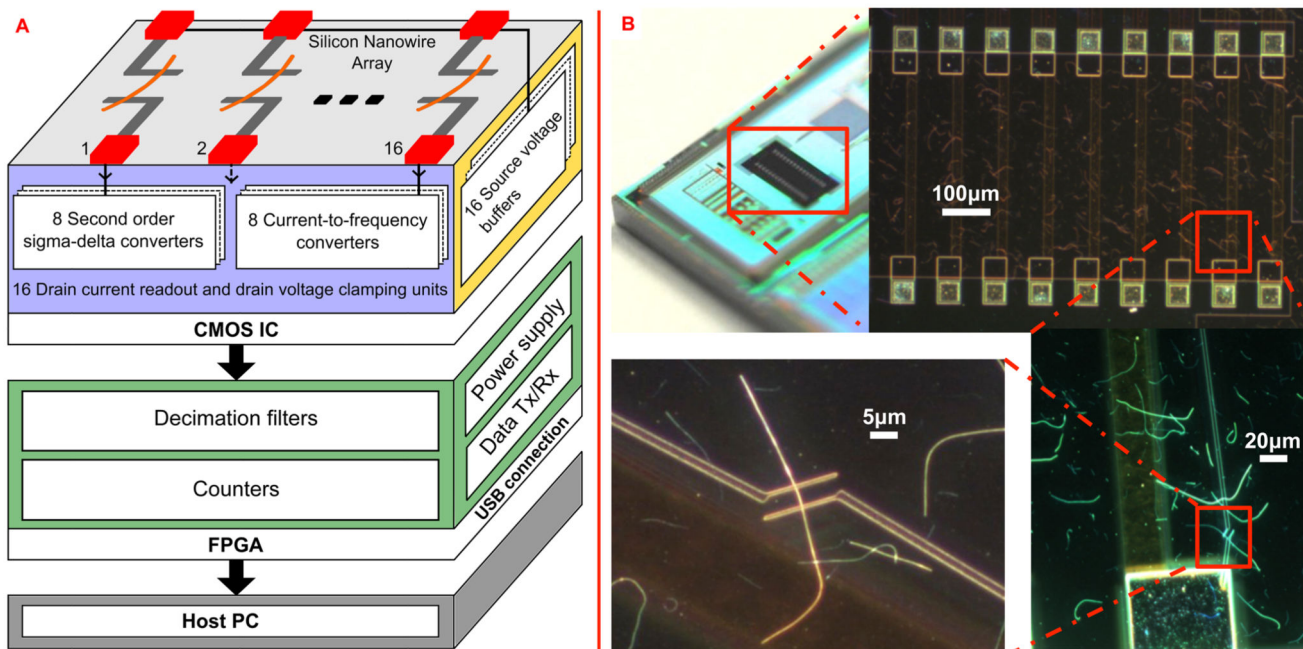 A
Silicon Nanowire
Array
1
2
16
8 Second order
sigma-delta converters
8 Current-to-frequency
converters
16 Source voltage
buffers
16 Drain current readout and drain voltage clamping units
CMOS IC
Decimation filters
Counters
Power supply
Data Tx/Rx
USB connection
FPGA
Host PC
B
100µm
5µm
20µm